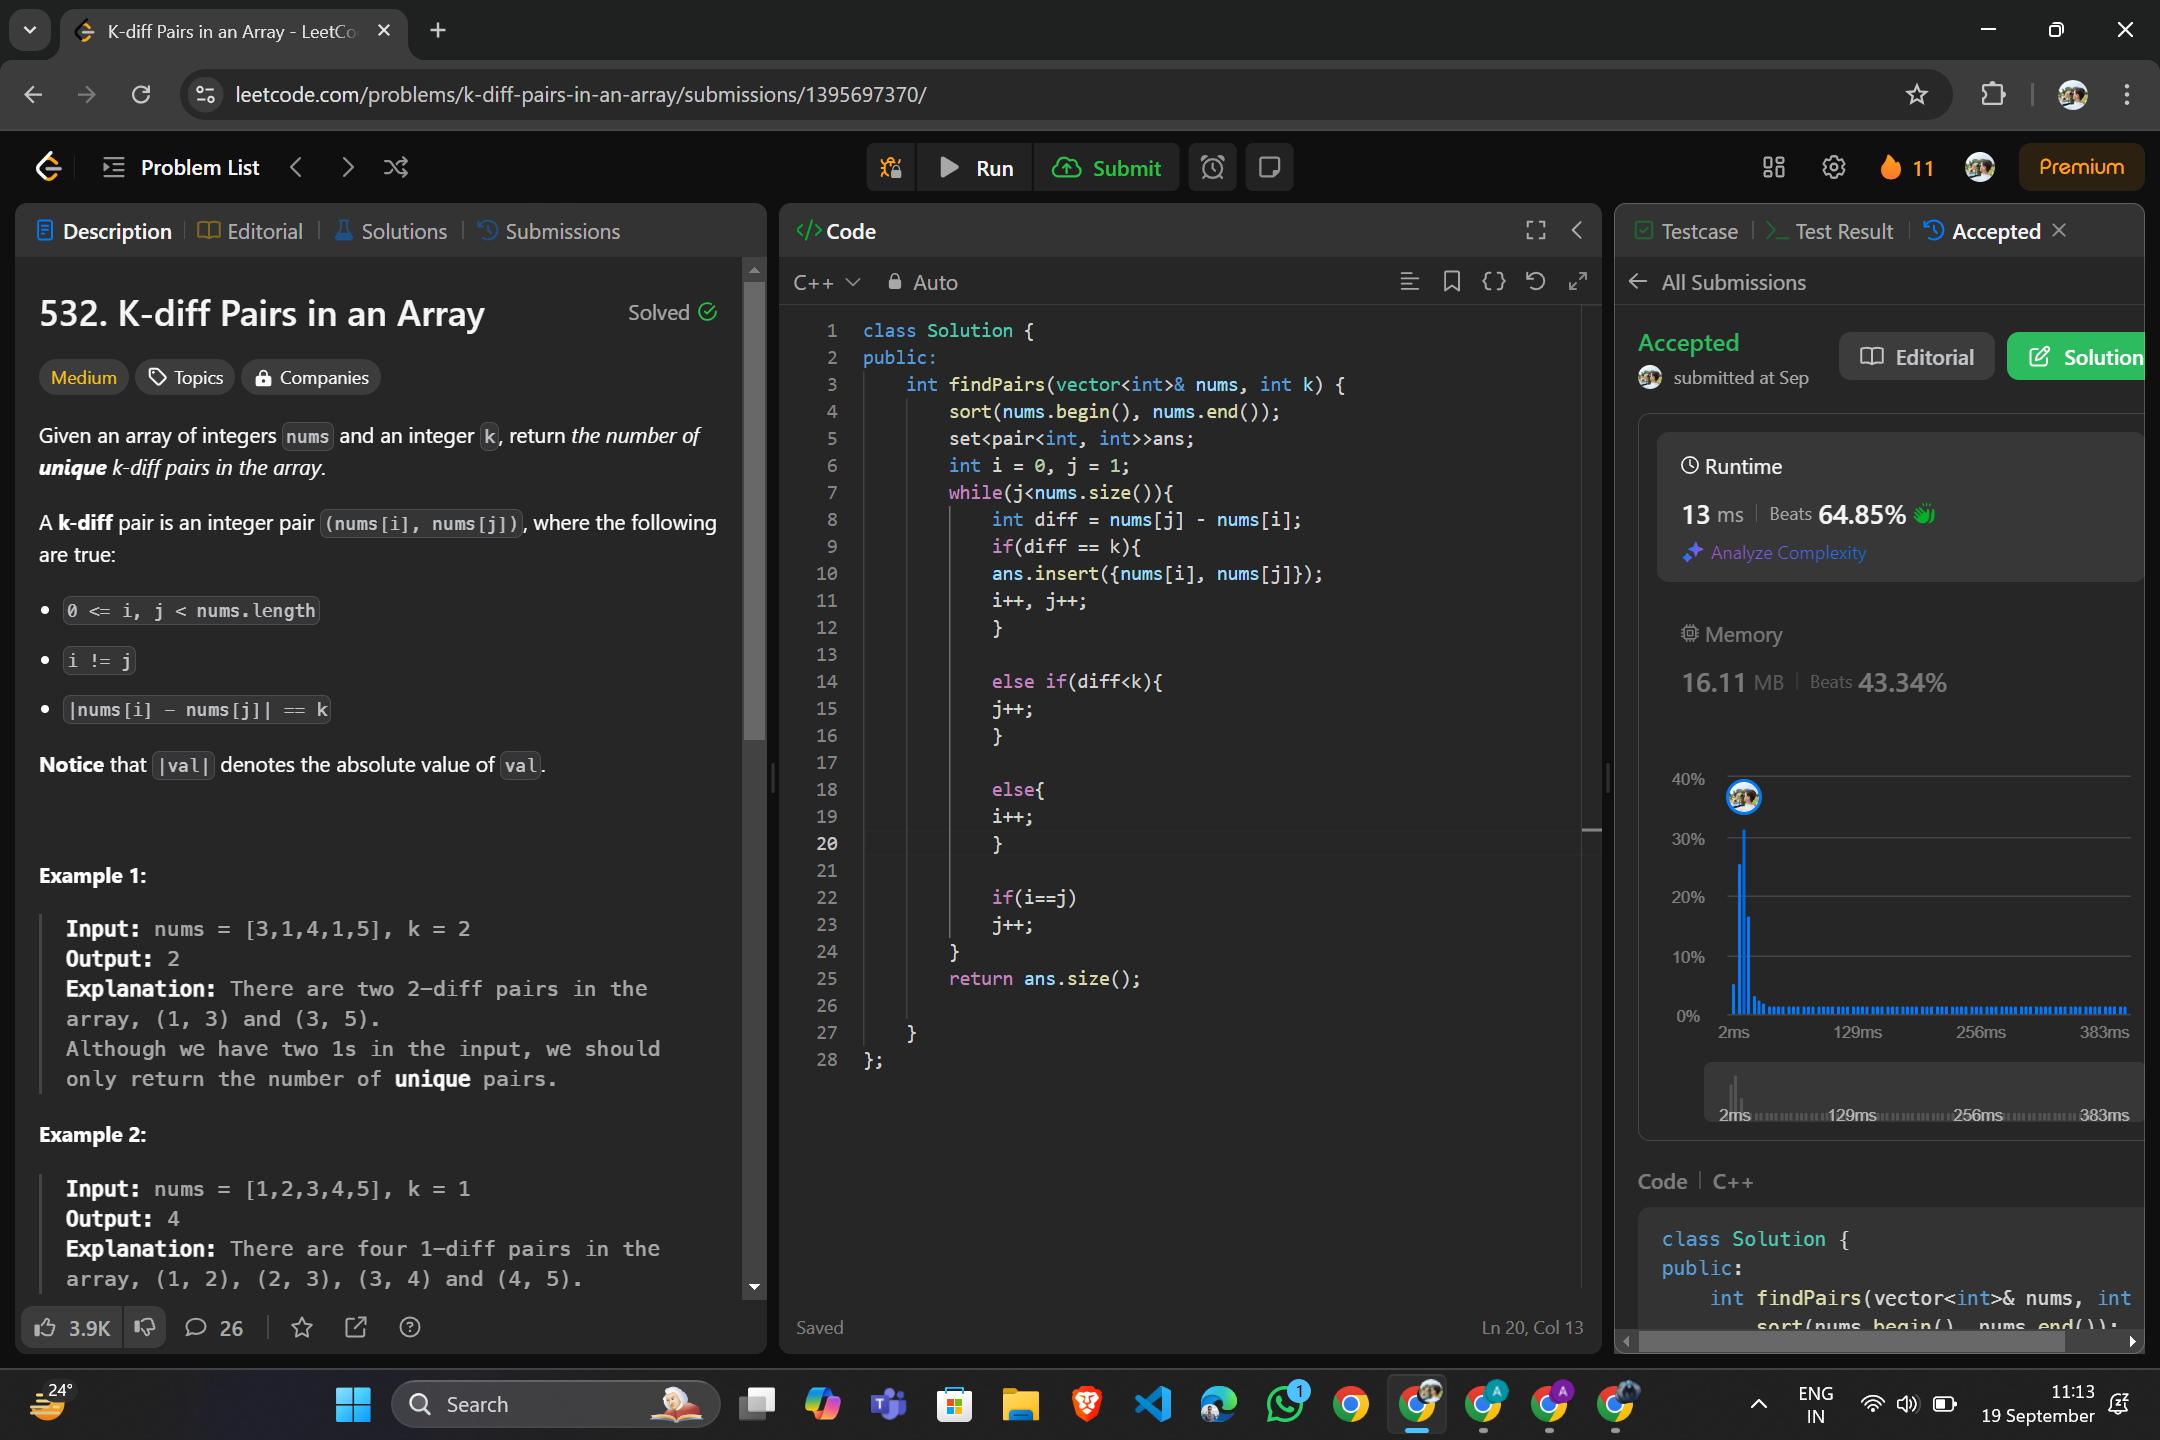 K-diff Pairs in an Array - LeetCo
leetcode.com/problems/k-diff-pairs-in-an-array/submissions/1395697370/
Problem List
Run
Submit
11
Premium
Description
Editorial
Solutions
Submissions
532. K-diff Pairs in an Array
Solved
Medium
Topics
Companies
Given an array of integers nums and an integer k, return the number of
unique k-diff pairs in the array.
A k-diff pair is an integer pair (nums[i], nums[j]), where the following
are true:
• 0 <= i, j < nums.length
• i != j
• |nums[i] - nums[j]| == k
Notice that |val| denotes the absolute value of val.
Example 1:
Input: nums = [3,1,4,1,5], k = 2
Output: 2
Explanation: There are two 2-diff pairs in the
array, (1, 3) and (3, 5).
Although we have two 1s in the input, we should
only return the number of unique pairs.
Example 2:
Input: nums = [1,2,3,4,5], k = 1
Output: 4
Explanation: There are four 1-diff pairs in the
array, (1, 2), (2, 3), (3, 4) and (4, 5).
3.9K
26
</> Code
C++
Auto
1 class Solution {
2 public:
3 int findPairs(vector<int>& nums, int k) {
4 sort(nums.begin(), nums.end());
5 set<pair<int, int>>ans;
6 int i = 0, j = 1;
7 while(j<nums.size()){
8 int diff = nums[j] - nums[i];
9 if(diff == k){
10 ans.insert({nums[i], nums[j]});
11 i++, j++;
12 }
13
14 else if(diff<k){
15 j++;
16 }
17
18 else{
19 i++;
20 }
21
22 if(i==j)
23 j++;
24 }
25 return ans.size();
26
27 }
28 };
Saved
Ln 20, Col 13
Testcase
Test Result
Accepted
All Submissions
Accepted
submitted at Sep
Editorial
Solution
Runtime
13 ms
Beats 64.85%
Analyze Complexity
Memory
16.11 MB
Beats 43.34%
40%
30%
20%
10%
0%
2ms 129ms 256ms 383ms
2ms 129ms 256ms 383ms
Code
C++
class Solution {
public:
int findPairs(vector<int>& nums, int
sort(nums.begin(), nums.end());
24°
Search
1
A
A
ENG
IN
11:13
19 September